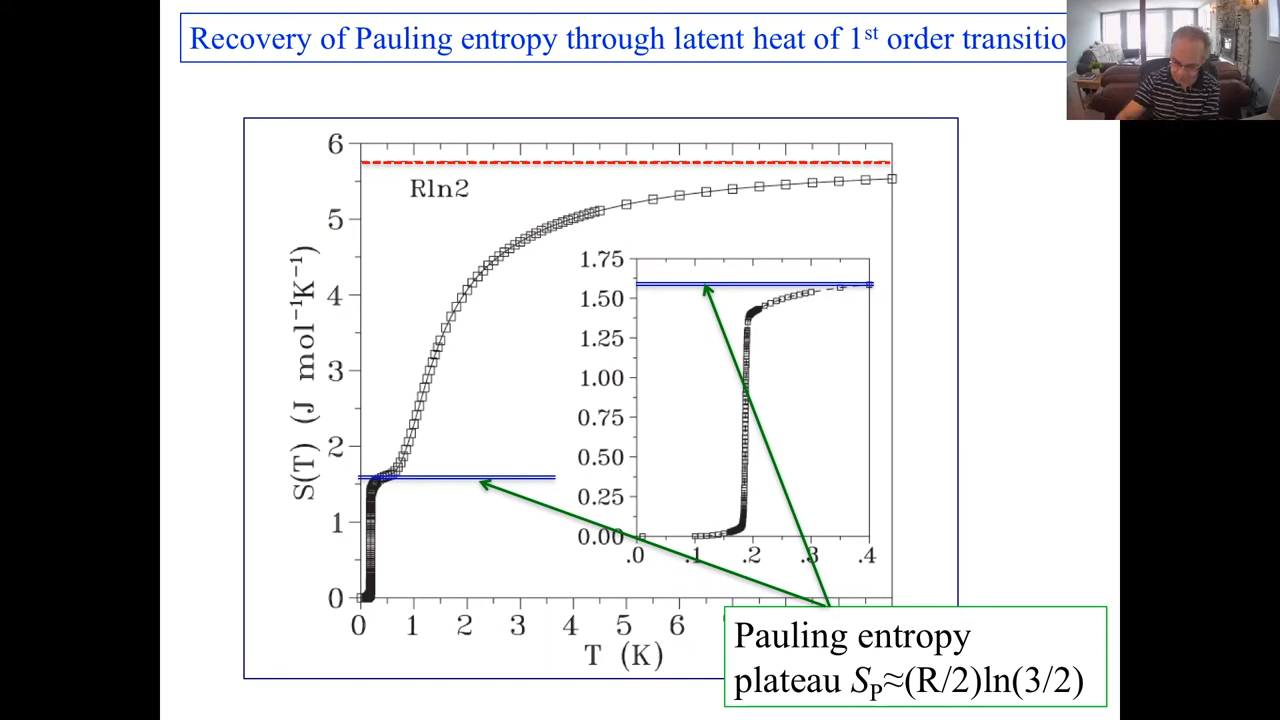 Recovery of Pauling entropy through latent heat of 1st order transitio
6
5
4
3
2
1
0
S(T) (J mol⁻¹K⁻¹)
Rln2
1.75
1.50
1.25
1.00
0.75
0.50
0.25
0.00
.0 .1 .2 .3 .4
0 1 2 3 4 5 6
T (K)
Pauling entropy
plateau SP≈(R/2)ln(3/2)